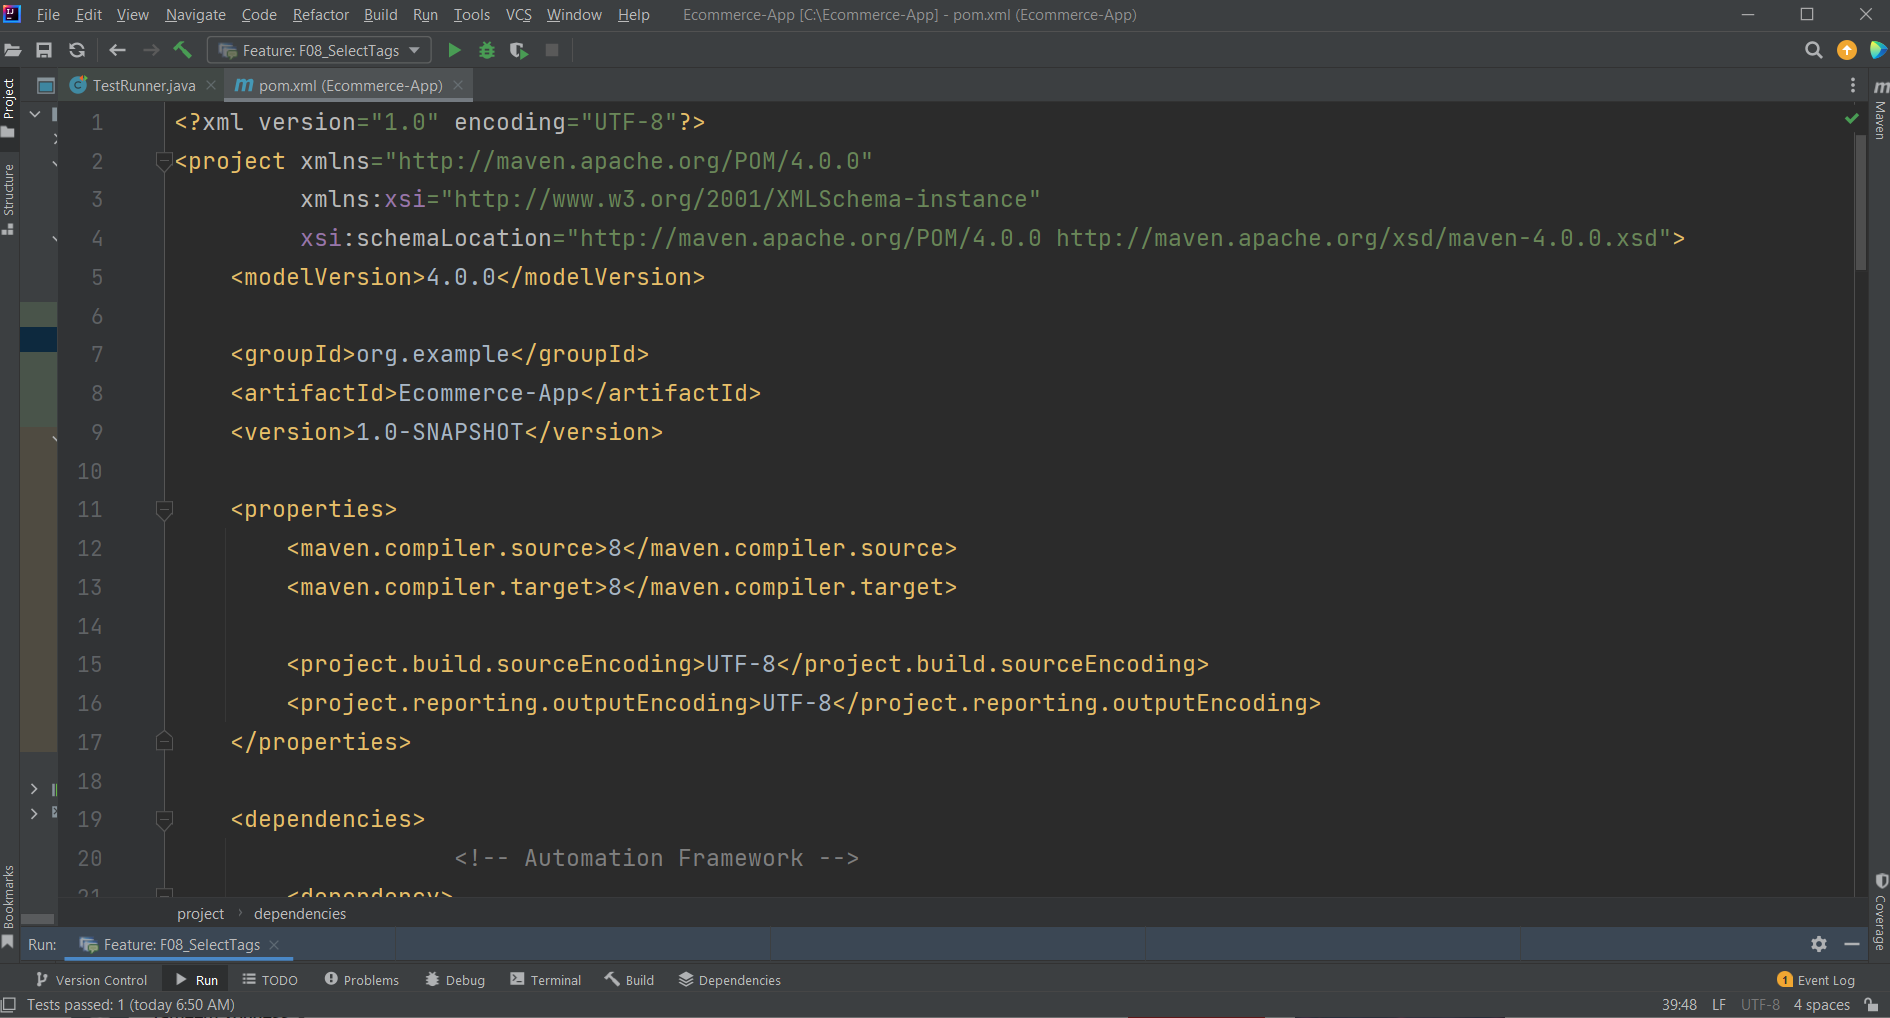 File Edit View Navigate Code Refactor Build Run Tools VCS Window Help Ecommerce-App [C:\Ecommerce-App] - pom.xml (Ecommerce-App)
Feature: F08_SelectTags
Project
Structure
Bookmarks
TestRunner.java pom.xml (Ecommerce-App)
1 <?xml version="1.0" encoding="UTF-8"?>
2 <project xmlns="http://maven.apache.org/POM/4.0.0"
3 xmlns:xsi="http://www.w3.org/2001/XMLSchema-instance"
4 xsi:schemaLocation="http://maven.apache.org/POM/4.0.0 http://maven.apache.org/xsd/maven-4.0.0.xsd">
5 <modelVersion>4.0.0</modelVersion>
6
7 <groupId>org.example</groupId>
8 <artifactId>Ecommerce-App</artifactId>
9 <version>1.0-SNAPSHOT</version>
10
11 <properties>
12 <maven.compiler.source>8</maven.compiler.source>
13 <maven.compiler.target>8</maven.compiler.target>
14
15 <project.build.sourceEncoding>UTF-8</project.build.sourceEncoding>
16 <project.reporting.outputEncoding>UTF-8</project.reporting.outputEncoding>
17 </properties>
18
19 <dependencies>
20 <!-- Automation Framework -->
21 <dependency>
Maven
Coverage
project › dependencies
Run: Feature: F08_SelectTags
Version Control Run TODO Problems Debug Terminal Build Dependencies 1 Event Log
Tests passed: 1 (today 6:50 AM) 39:48 LF UTF-8 4 spaces